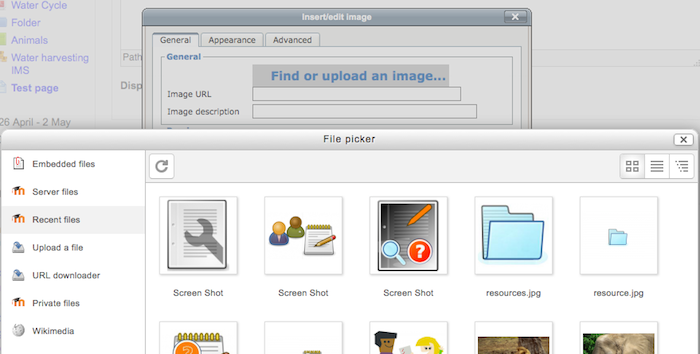 Water Cycle
Folder
Animals
Water harvesting
IMS
Test page
26 April - 2 May
Insert/edit image
General
Appearance
Advanced
General
Find or upload an image...
Image URL
Image description
Path
File picker
Embedded files
Server files
Recent files
Upload a file
URL downloader
Private files
Wikimedia
Screen Shot
Screen Shot
Screen Shot
resources.jpg
resource.jpg